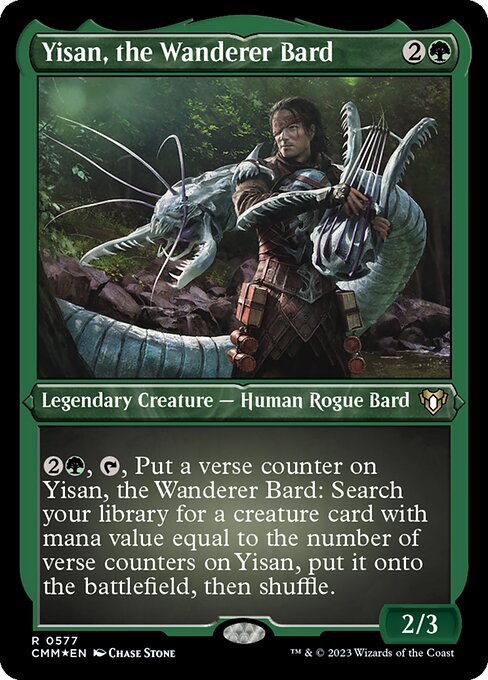 Yisan, the Wanderer Bard 2
Legendary Creature — Human Rogue Bard
2, , Put a verse counter on
Yisan, the Wanderer Bard: Search
your library for a creature card with
mana value equal to the number of
verse counters on Yisan, put it onto
the battlefield, then shuffle.
2/3
R 0577
CMM★EN Chase Stone
™ & © 2023 Wizards of the Coast